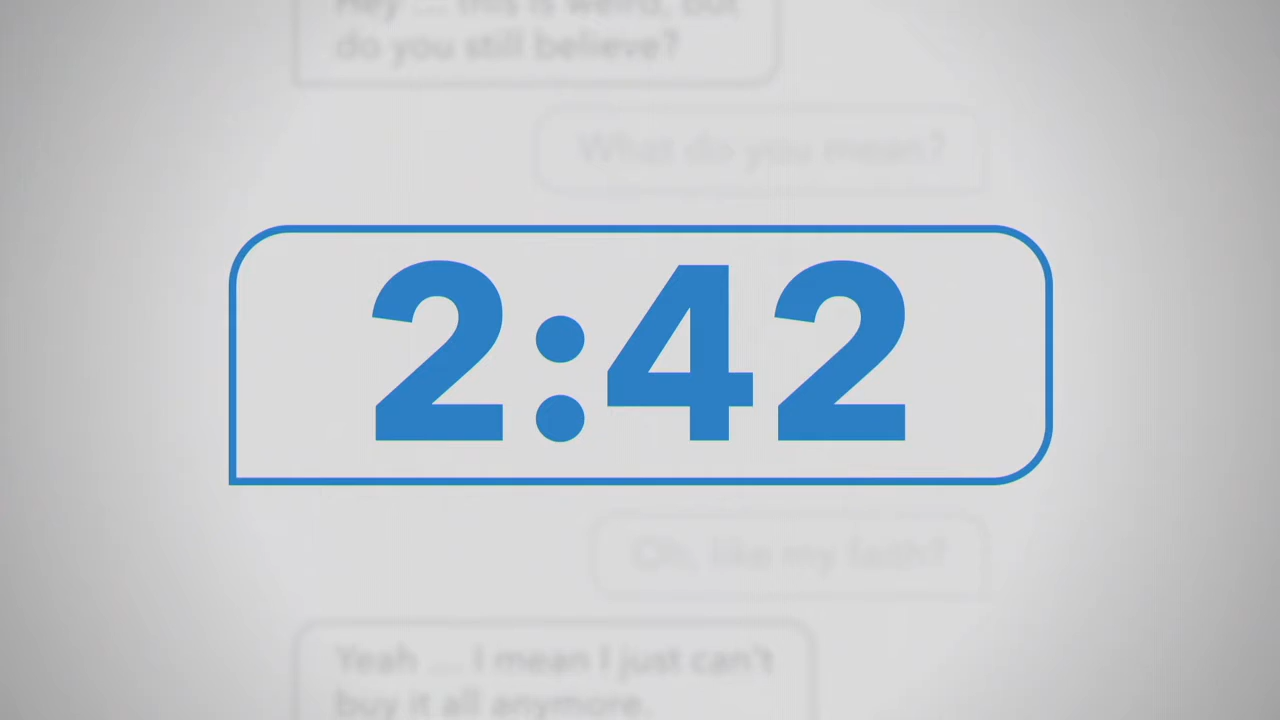 Hey ... this is weird, but
do you still believe?
What do you mean?
2:42
Oh, like my faith?
Yeah ... I mean I just can't
buy it all anymore.